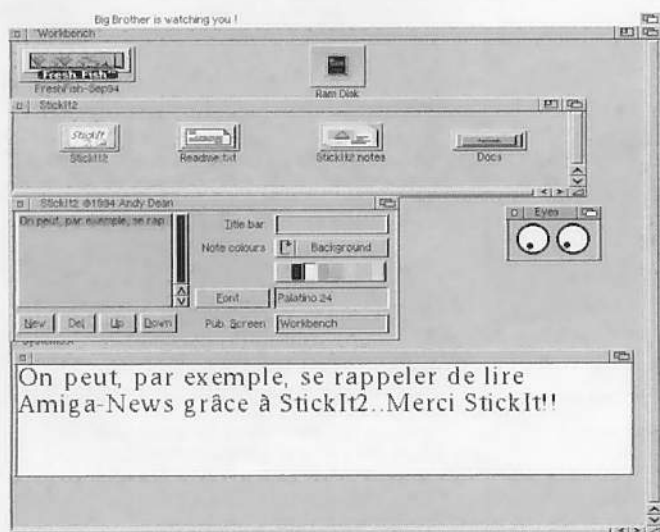 Big Brother is watching you !
Workbench
Fresh Fish
FreshFish-Sep94
Ram Disk
StickIt2
StickIt
StickIt2
Readme.txt
StickIt2.notes
Docs
StickIt2 ©1994 Andy Dean
Eyes
On peut, par exemple, se rap
Title bar
Note colours
Background
Font...
Palatino 24
New
Del
Up
Down
Pub. Screen
Workbench
On peut, par exemple, se rappeler de lire
Amiga-News grâce à StickIt2..Merci StickIt!!